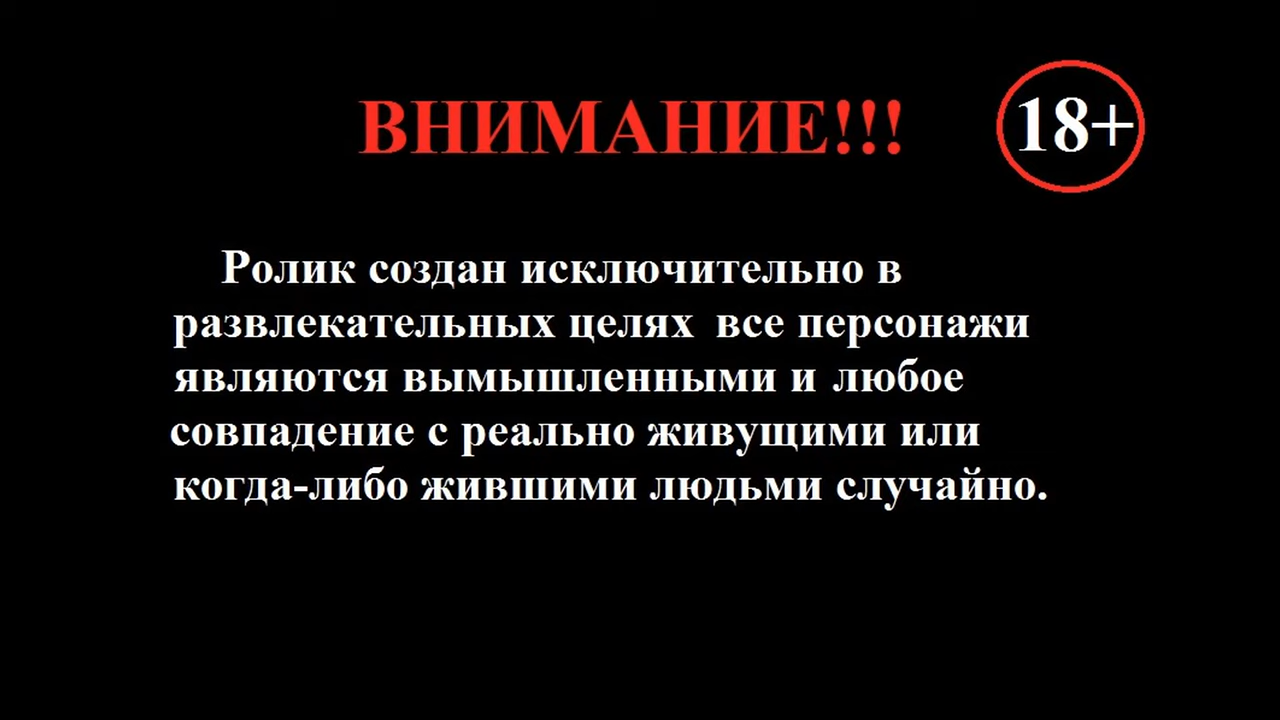 ВНИМАНИЕ!!!
18+
Ролик создан исключительно в
развлекательных целях все персонажи
являются вымышленными и любое
совпадение с реально живущими или
когда-либо жившими людьми случайно.